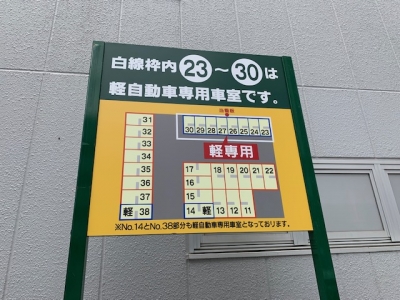 白線枠内23～30は
軽自動車専用車室です。
白線枠
30 29 28 27 26 25 24 23
軽専用
31
32
33
34
35
36
37
軽 38
17 18 19 20 21 22
16
15
14 軽 13 12 11
※No.14とNo.38部分も軽自動車専用車室となっております。